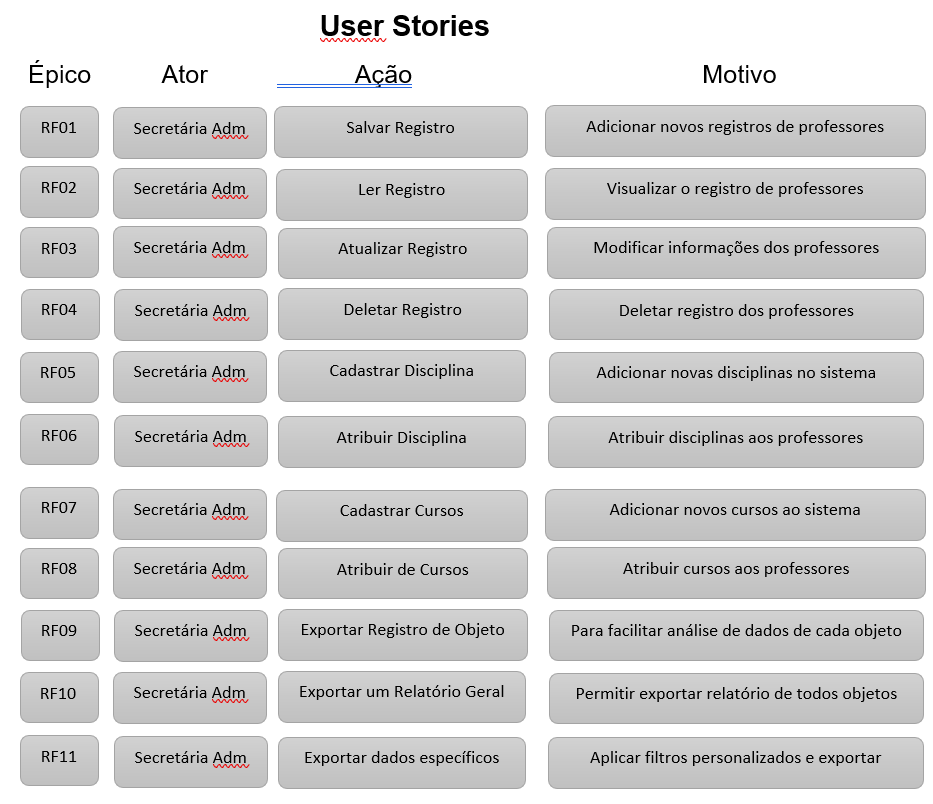 User Stories
Épico Ator Ação Motivo
RF01 Secretária Adm Salvar Registro Adicionar novos registros de professores
RF02 Secretária Adm Ler Registro Visualizar o registro de professores
RF03 Secretária Adm Atualizar Registro Modificar informações dos professores
RF04 Secretária Adm Deletar Registro Deletar registro dos professores
RF05 Secretária Adm Cadastrar Disciplina Adicionar novas disciplinas no sistema
RF06 Secretária Adm Atribuir Disciplina Atribuir disciplinas aos professores
RF07 Secretária Adm Cadastrar Cursos Adicionar novos cursos ao sistema
RF08 Secretária Adm Atribuir de Cursos Atribuir cursos aos professores
RF09 Secretária Adm Exportar Registro de Objeto Para facilitar análise de dados de cada objeto
RF10 Secretária Adm Exportar um Relatório Geral Permitir exportar relatório de todos objetos
RF11 Secretária Adm Exportar dados específicos Aplicar filtros personalizados e exportar